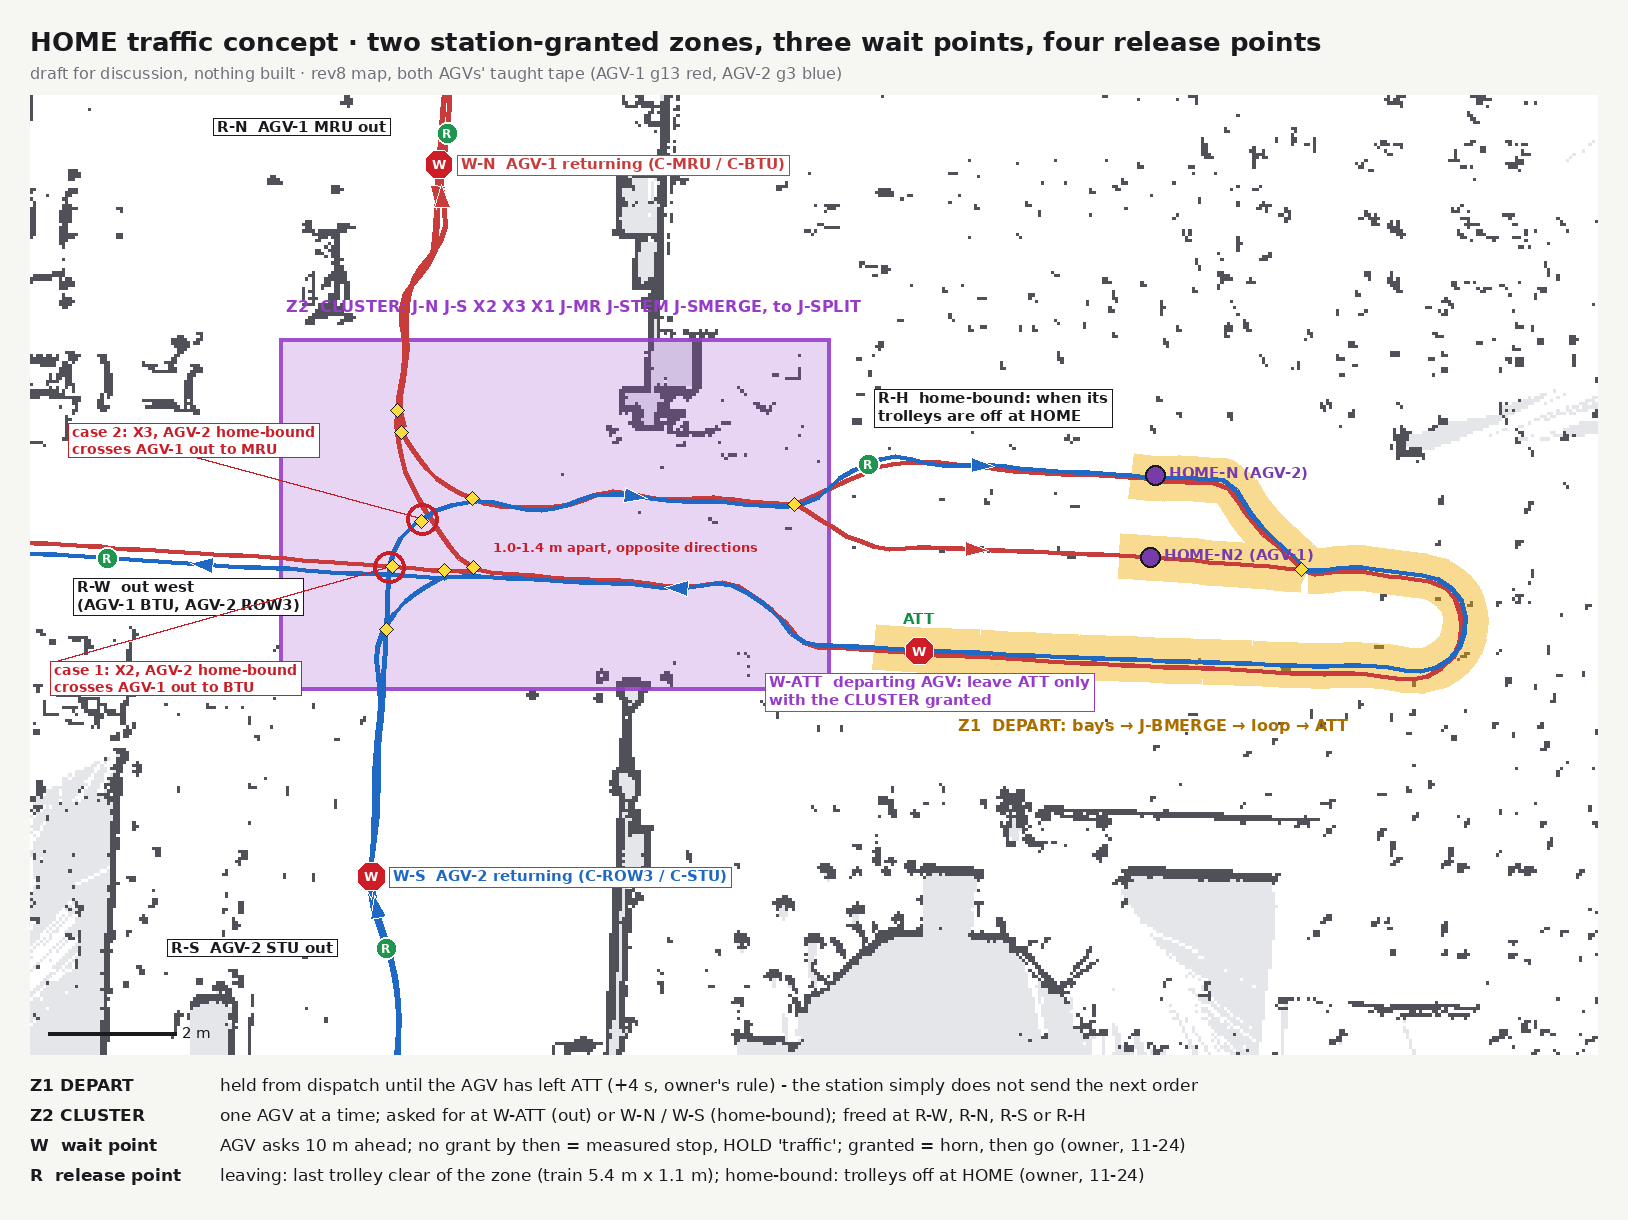 HOME traffic concept · two station-granted zones, three wait points, four release points
draft for discussion, nothing built · rev8 map, both AGVs' taught tape (AGV-1 g13 red, AGV-2 g3 blue)
R-N  AGV-1 MRU out
R
W
W-N  AGV-1 returning (C-MRU / C-BTU)
Z2  CLUSTER: J-N J-S X2 X3 X1 J-MR J-STEM J-SMERGE, to J-SPLIT
R-H  home-bound: when its
trolleys are off at HOME
case 2: X3, AGV-2 home-bound
crosses AGV-1 out to MRU
R
HOME-N (AGV-2)
1.0-1.4 m apart, opposite directions
HOME-N2 (AGV-1)
R
R-W  out west
(AGV-1 BTU, AGV-2 ROW3)
ATT
W
case 1: X2, AGV-2 home-bound
crosses AGV-1 out to BTU
W-ATT  departing AGV: leave ATT only
with the CLUSTER granted
Z1  DEPART: bays → J-BMERGE → loop → ATT
W
W-S  AGV-2 returning (C-ROW3 / C-STU)
R-S  AGV-2 STU out
R
2 m
Z1 DEPART held from dispatch until the AGV has left ATT (+4 s, owner's rule) - the station simply does not send the next order
Z2 CLUSTER one AGV at a time; asked for at W-ATT (out) or W-N / W-S (home-bound); freed at R-W, R-N, R-S or R-H
W  wait point AGV asks 10 m ahead; no grant by then = measured stop, HOLD 'traffic'; granted = horn, then go (owner, 11-24)
R  release point leaving: last trolley clear of the zone (train 5.4 m x 1.1 m); home-bound: trolleys off at HOME (owner, 11-24)